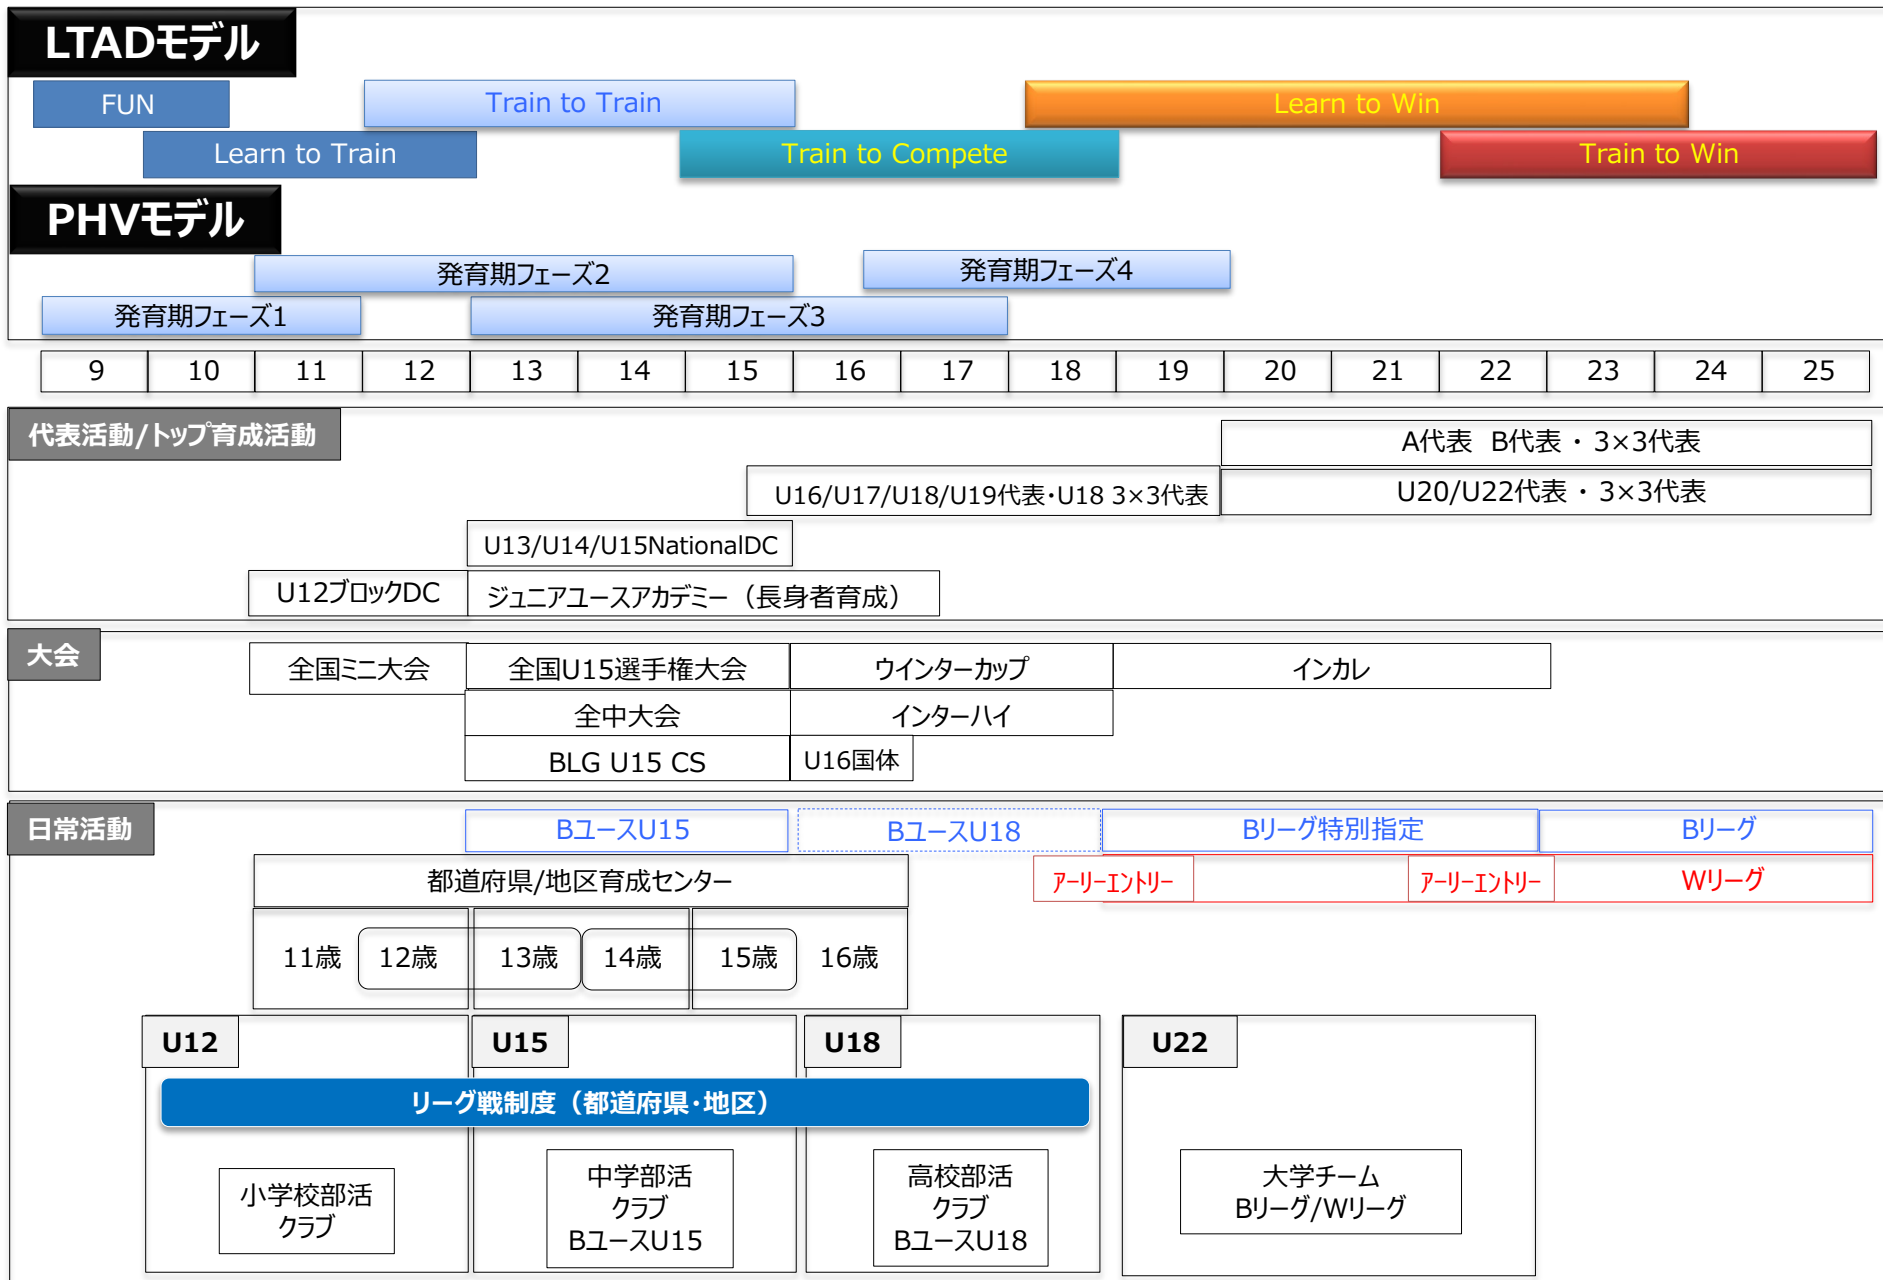 LTADモデル
FUN
Train to Train
Learn to Win
Learn to Train
Train to Compete
Train to Win
PHVモデル
発育期フェーズ2
発育期フェーズ4
発育期フェーズ1
発育期フェーズ3
9 10 11 12 13 14 15 16 17 18 19 20 21 22 23 24 25
代表活動/トップ育成活動
A代表 B代表・3×3代表
U16/U17/U18/U19代表・U18 3×3代表
U20/U22代表・3×3代表
U13/U14/U15NationalDC
U12ブロックDC
ジュニアユースアカデミー（長身者育成）
大会
全国ミニ大会
全国U15選手権大会
ウインターカップ
インカレ
全中大会
インターハイ
BLG U15 CS
U16国体
日常活動
BユースU15
BユースU18
Bリーグ特別指定
Bリーグ
都道府県/地区育成センター
アーリーエントリー
アーリーエントリー
Wリーグ
11歳 12歳 13歳 14歳 15歳 16歳
U12
U15
U18
U22
リーグ戦制度（都道府県・地区）
小学校部活
クラブ
中学部活
クラブ
BユースU15
高校部活
クラブ
BユースU18
大学チーム
Bリーグ/Wリーグ